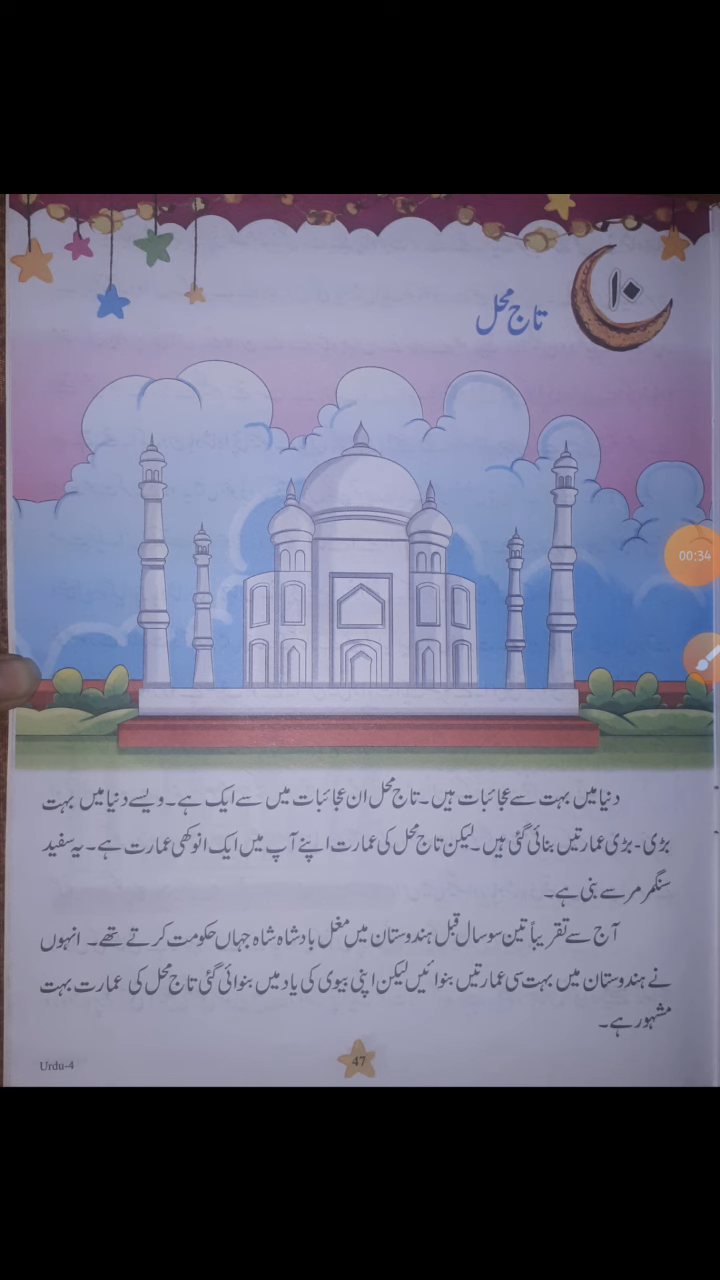 ۱۰
تاج محل
دنیا میں بہت سے عجائبات ہیں۔ تاج محل ان عجائبات میں سے ایک ہے۔ ویسے دنیا میں بہت
بڑی-بڑی عمارتیں بنائی گئی ہیں۔ لیکن تاج محل کی عمارت اپنے آپ میں ایک انوکھی عمارت ہے۔ یہ سفید
سنگمرمر سے بنی ہے۔
آج سے تقریباً تین سو سال قبل ہندوستان میں مغل بادشاہ شاہ جہاں حکومت کرتے تھے۔ انہوں
نے ہندوستان میں بہت سی عمارتیں بنوائیں لیکن اپنی بیوی کی یاد میں بنوائی گئی تاج محل کی عمارت بہت
مشہور ہے۔
Urdu-4
47
00:34